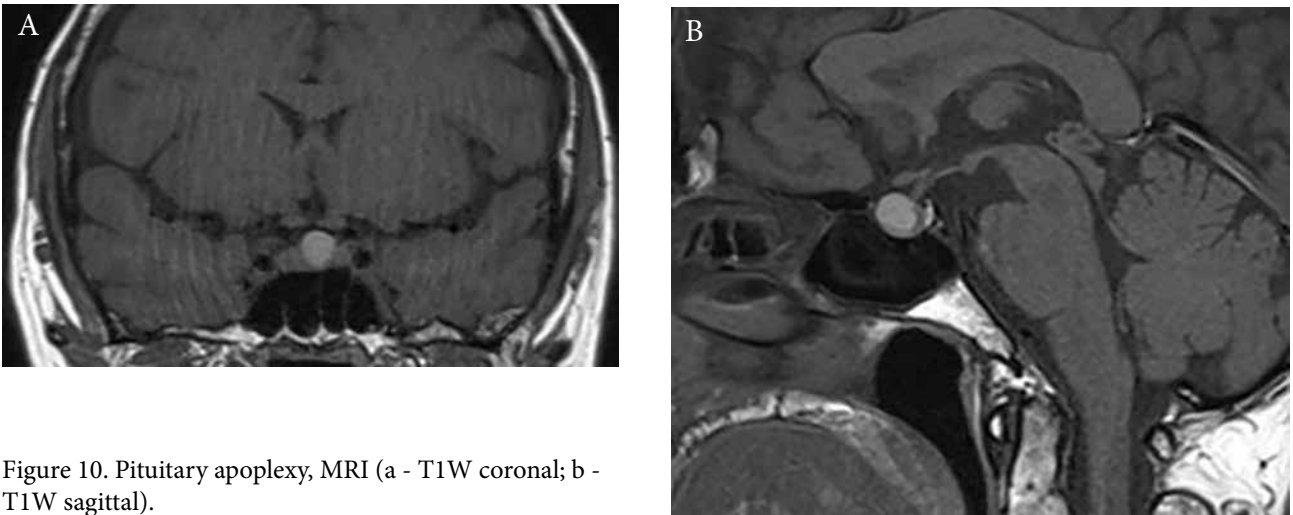 A
B
Figure 10. Pituitary apoplexy, MRI (a - T1W coronal; b -
T1W sagittal).